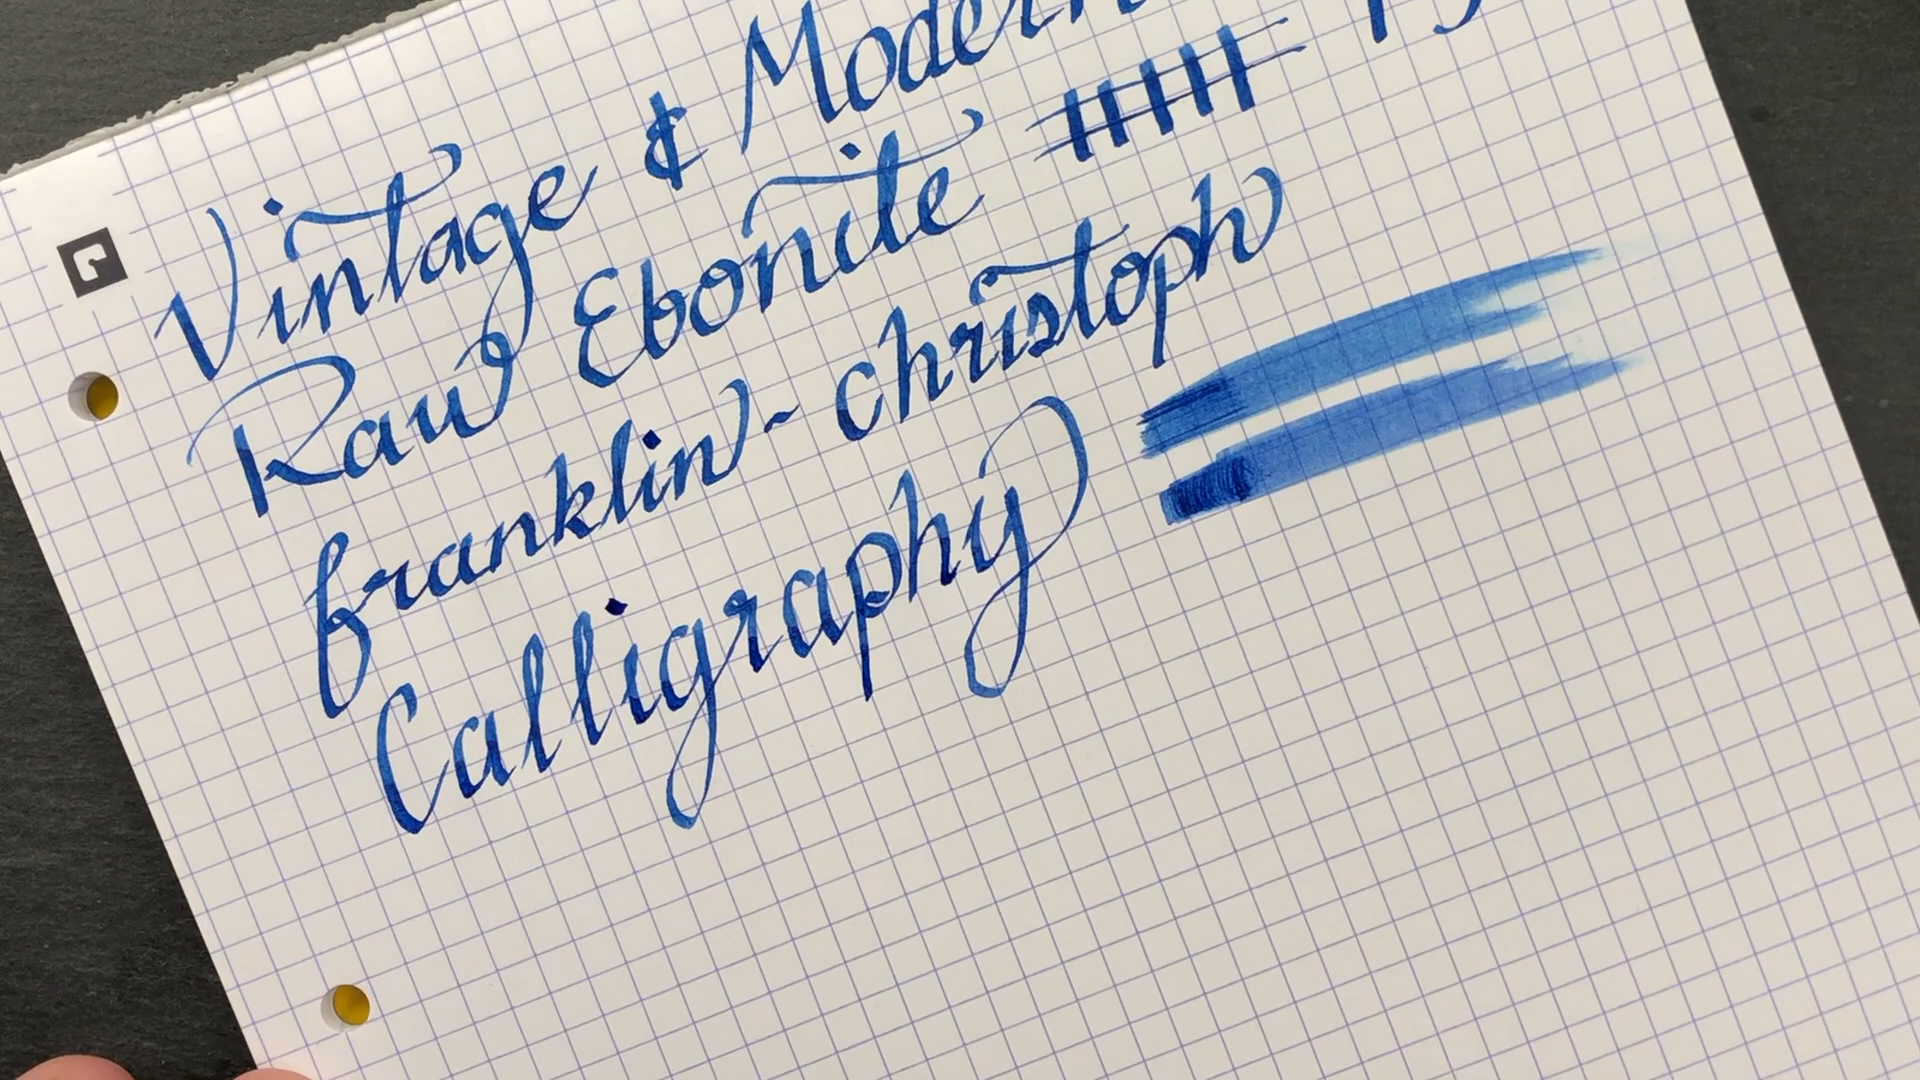 Vintage & Modern
Raw Ebonite
franklin-christoph
Calligraphy